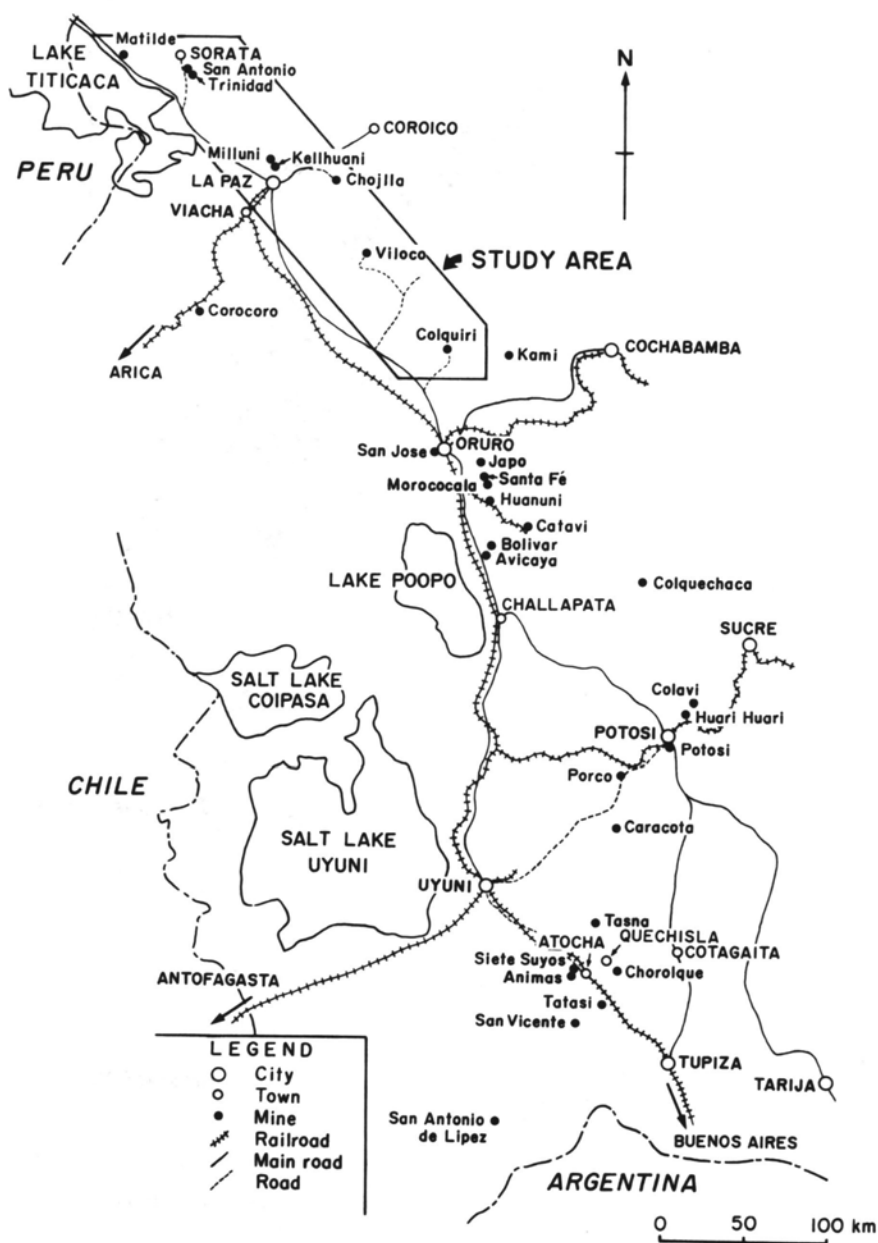 LAKE
TITICACA
Matilde
SORATA
San Antonio
Trinidad
N
COROICO
PERU
Milluni
Kellhuani
LA PAZ
Chojlla
VIACHA
Viloco
STUDY AREA
Corocoro
Colquiri
Kami
COCHABAMBA
ARICA
San Jose
ORURO
Japo
Santa Fé
Morococala
Huanuni
Catavi
Bolivar
Avicaya
LAKE POOPO
Colquechaca
CHALLAPATA
SUCRE
SALT LAKE
COIPASA
Colavi
Huari Huari
POTOSI
Potosi
Porco
CHILE
Caracota
SALT LAKE
UYUNI
UYUNI
Tasna
ATOCHA
QUECHISLA
COTAGAITA
Siete Suyos
Animas
Chorolque
ANTOFAGASTA
Tatasi
San Vicente
LEGEND
City
Town
Mine
Railroad
Main road
Road
TUPIZA
TARIJA
San Antonio
de Lipez
BUENOS AIRES
ARGENTINA
0 50 100 km